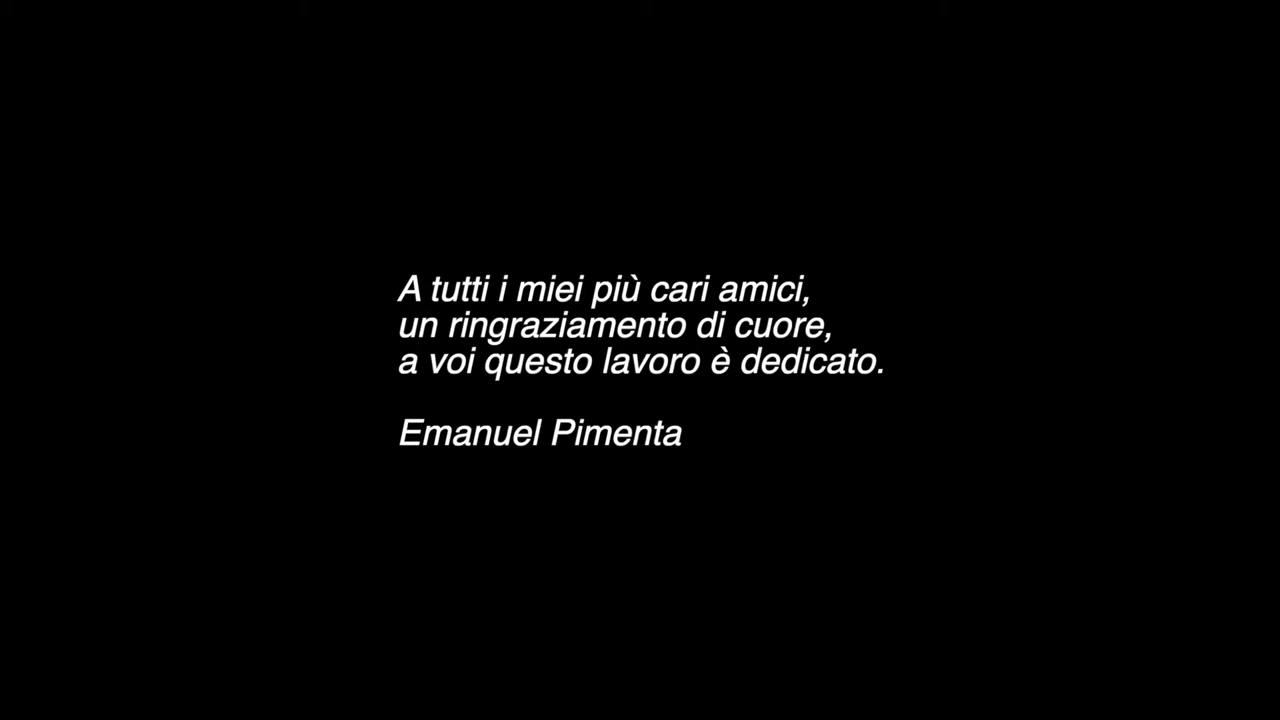 A tutti i miei più cari amici,
un ringraziamento di cuore,
a voi questo lavoro è dedicato.
Emanuel Pimenta